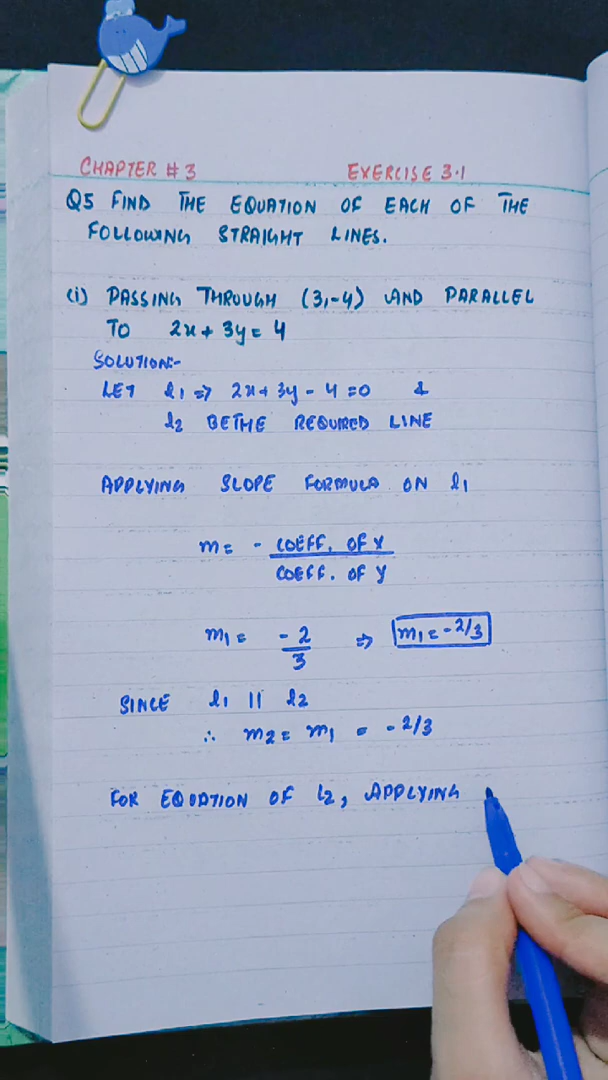 CHAPTER # 3 EXERCISE 3.1
Q5 FIND THE EQUATION OF EACH OF THE
FOLLOWING STRAIGHT LINES.
(i) PASSING THROUGH (3,-4) AND PARALLEL
TO 2x + 3y = 4
SOLUTION:-
LET l1 => 2x + 3y - 4 = 0 &
l2 BE THE REQUIRED LINE
APPLYING SLOPE FORMULA ON l1
m = - COEFF. OF X
COEFF. OF Y
m1 = -2/3 => m1 = -2/3
SINCE l1 || l2
∴ m2 = m1 = -2/3
FOR EQUATION OF l2, APPLYING